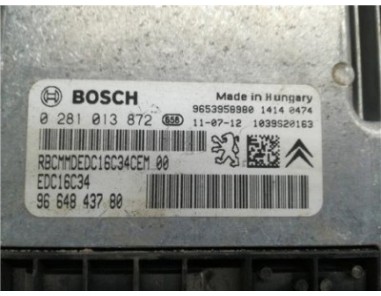 BOSCH
Made in Hungary
9653958980 1414 0474
0 281 013 872 658 11-07-12 1039S20163
RBCMMDEDC16C34CEM 00
EDC16C34
96 648 437 80